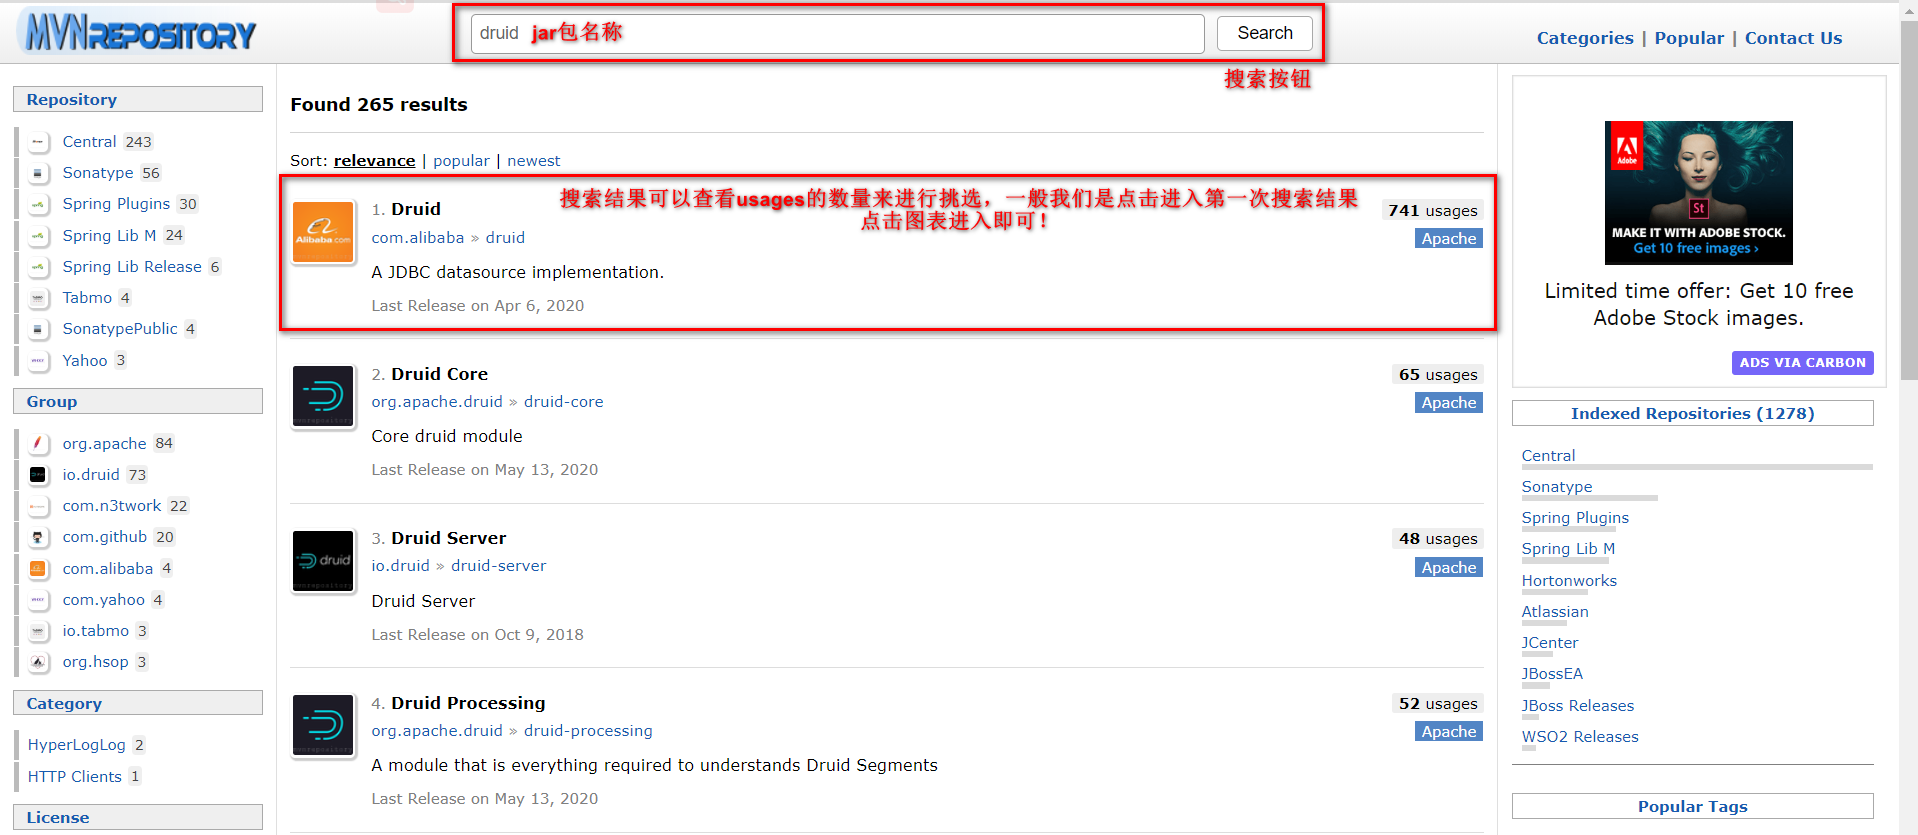 MVNREPOSITORY
druid jar包名称
Search
搜索按钮
Categories | Popular | Contact Us
Repository
Central 243
Sonatype 56
Spring Plugins 30
Spring Lib M 24
Spring Lib Release 6
Tabmo 4
SonatypePublic 4
Yahoo 3
Group
org.apache 84
io.druid 73
com.n3twork 22
com.github 20
com.alibaba 4
com.yahoo 4
io.tabmo 3
org.hsop 3
Category
HyperLogLog 2
HTTP Clients 1
License
Found 265 results
Sort: relevance | popular | newest
搜索结果可以查看usages的数量来进行挑选，一般我们是点击进入第一次搜索结果
点击图表进入即可！
Alibaba.com
1. Druid
741 usages
com.alibaba » druid
Apache
A JDBC datasource implementation.
Last Release on Apr 6, 2020
2. Druid Core
65 usages
org.apache.druid » druid-core
Apache
Core druid module
Last Release on May 13, 2020
druid
3. Druid Server
48 usages
io.druid » druid-server
Apache
Druid Server
Last Release on Oct 9, 2018
4. Druid Processing
52 usages
org.apache.druid » druid-processing
Apache
A module that is everything required to understands Druid Segments
Last Release on May 13, 2020
Adobe
St
MAKE IT WITH ADOBE STOCK.
Get 10 free images ›
Limited time offer: Get 10 free
Adobe Stock images.
ADS VIA CARBON
Indexed Repositories (1278)
Central
Sonatype
Spring Plugins
Spring Lib M
Hortonworks
Atlassian
JCenter
JBossEA
JBoss Releases
WSO2 Releases
Popular Tags